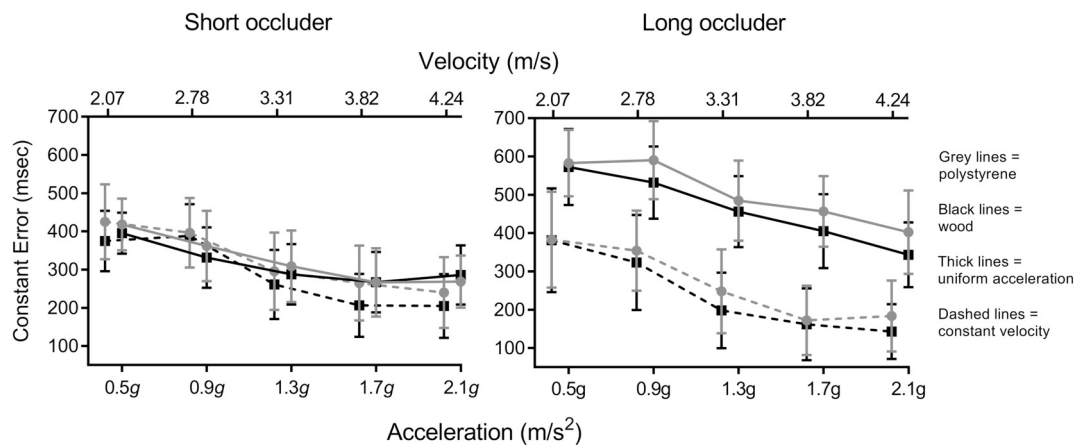 Short occluder
Long occluder
Velocity (m/s)
2.07 2.78 3.31 3.82 4.24
2.07 2.78 3.31 3.82 4.24
Constant Error (msec)
700
600
500
400
300
200
100
700
600
500
400
300
200
100
0.5g 0.9g 1.3g 1.7g 2.1g
0.5g 0.9g 1.3g 1.7g 2.1g
Acceleration (m/s²)
Grey lines =
polystyrene
Black lines =
wood
Thick lines =
uniform acceleration
Dashed lines =
constant velocity